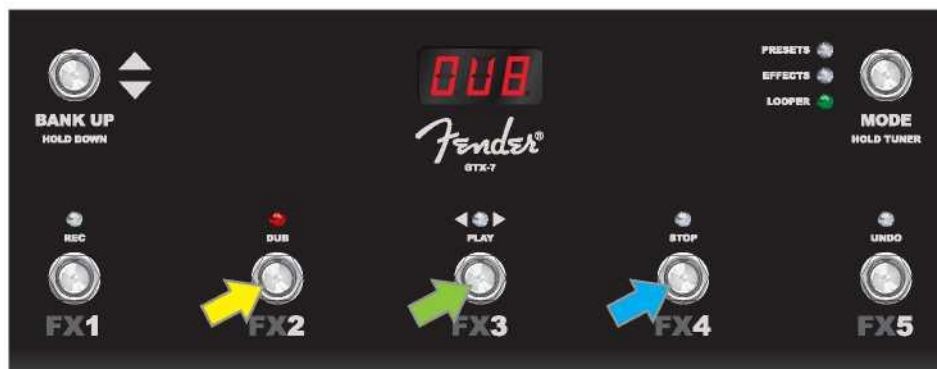 0U8
PRESETS
EFFECTS
LOOPER
BANK UP
HOLD DOWN
MODE
HOLD TUNER
Fender®
GTX-7
REC
DUB
PLAY
STOP
UNDO
FX1
FX2
FX3
FX4
FX5